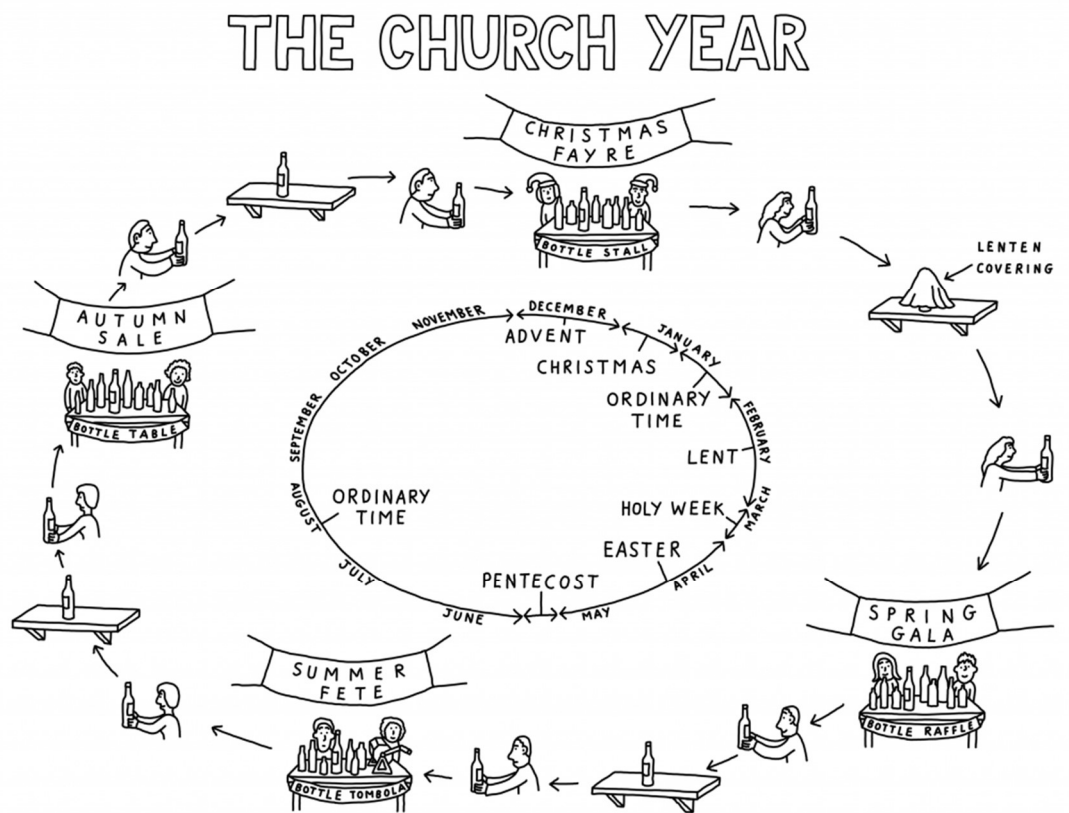 THE CHURCH YEAR
CHRISTMAS
FAYRE
BOTTLE STALL
LENTEN
COVERING
AUTUMN
SALE
BOTTLE TABLE
NOVEMBER
DECEMBER
JANUARY
OCTOBER
ADVENT
CHRISTMAS
ORDINARY
TIME
SEPTEMBER
FEBRUARY
LENT
AUGUST
ORDINARY
TIME
HOLY WEEK
MARCH
EASTER
JULY
APRIL
PENTECOST
JUNE
MAY
SPRING
GALA
BOTTLE RAFFLE
SUMMER
FETE
BOTTLE TOMBOLA